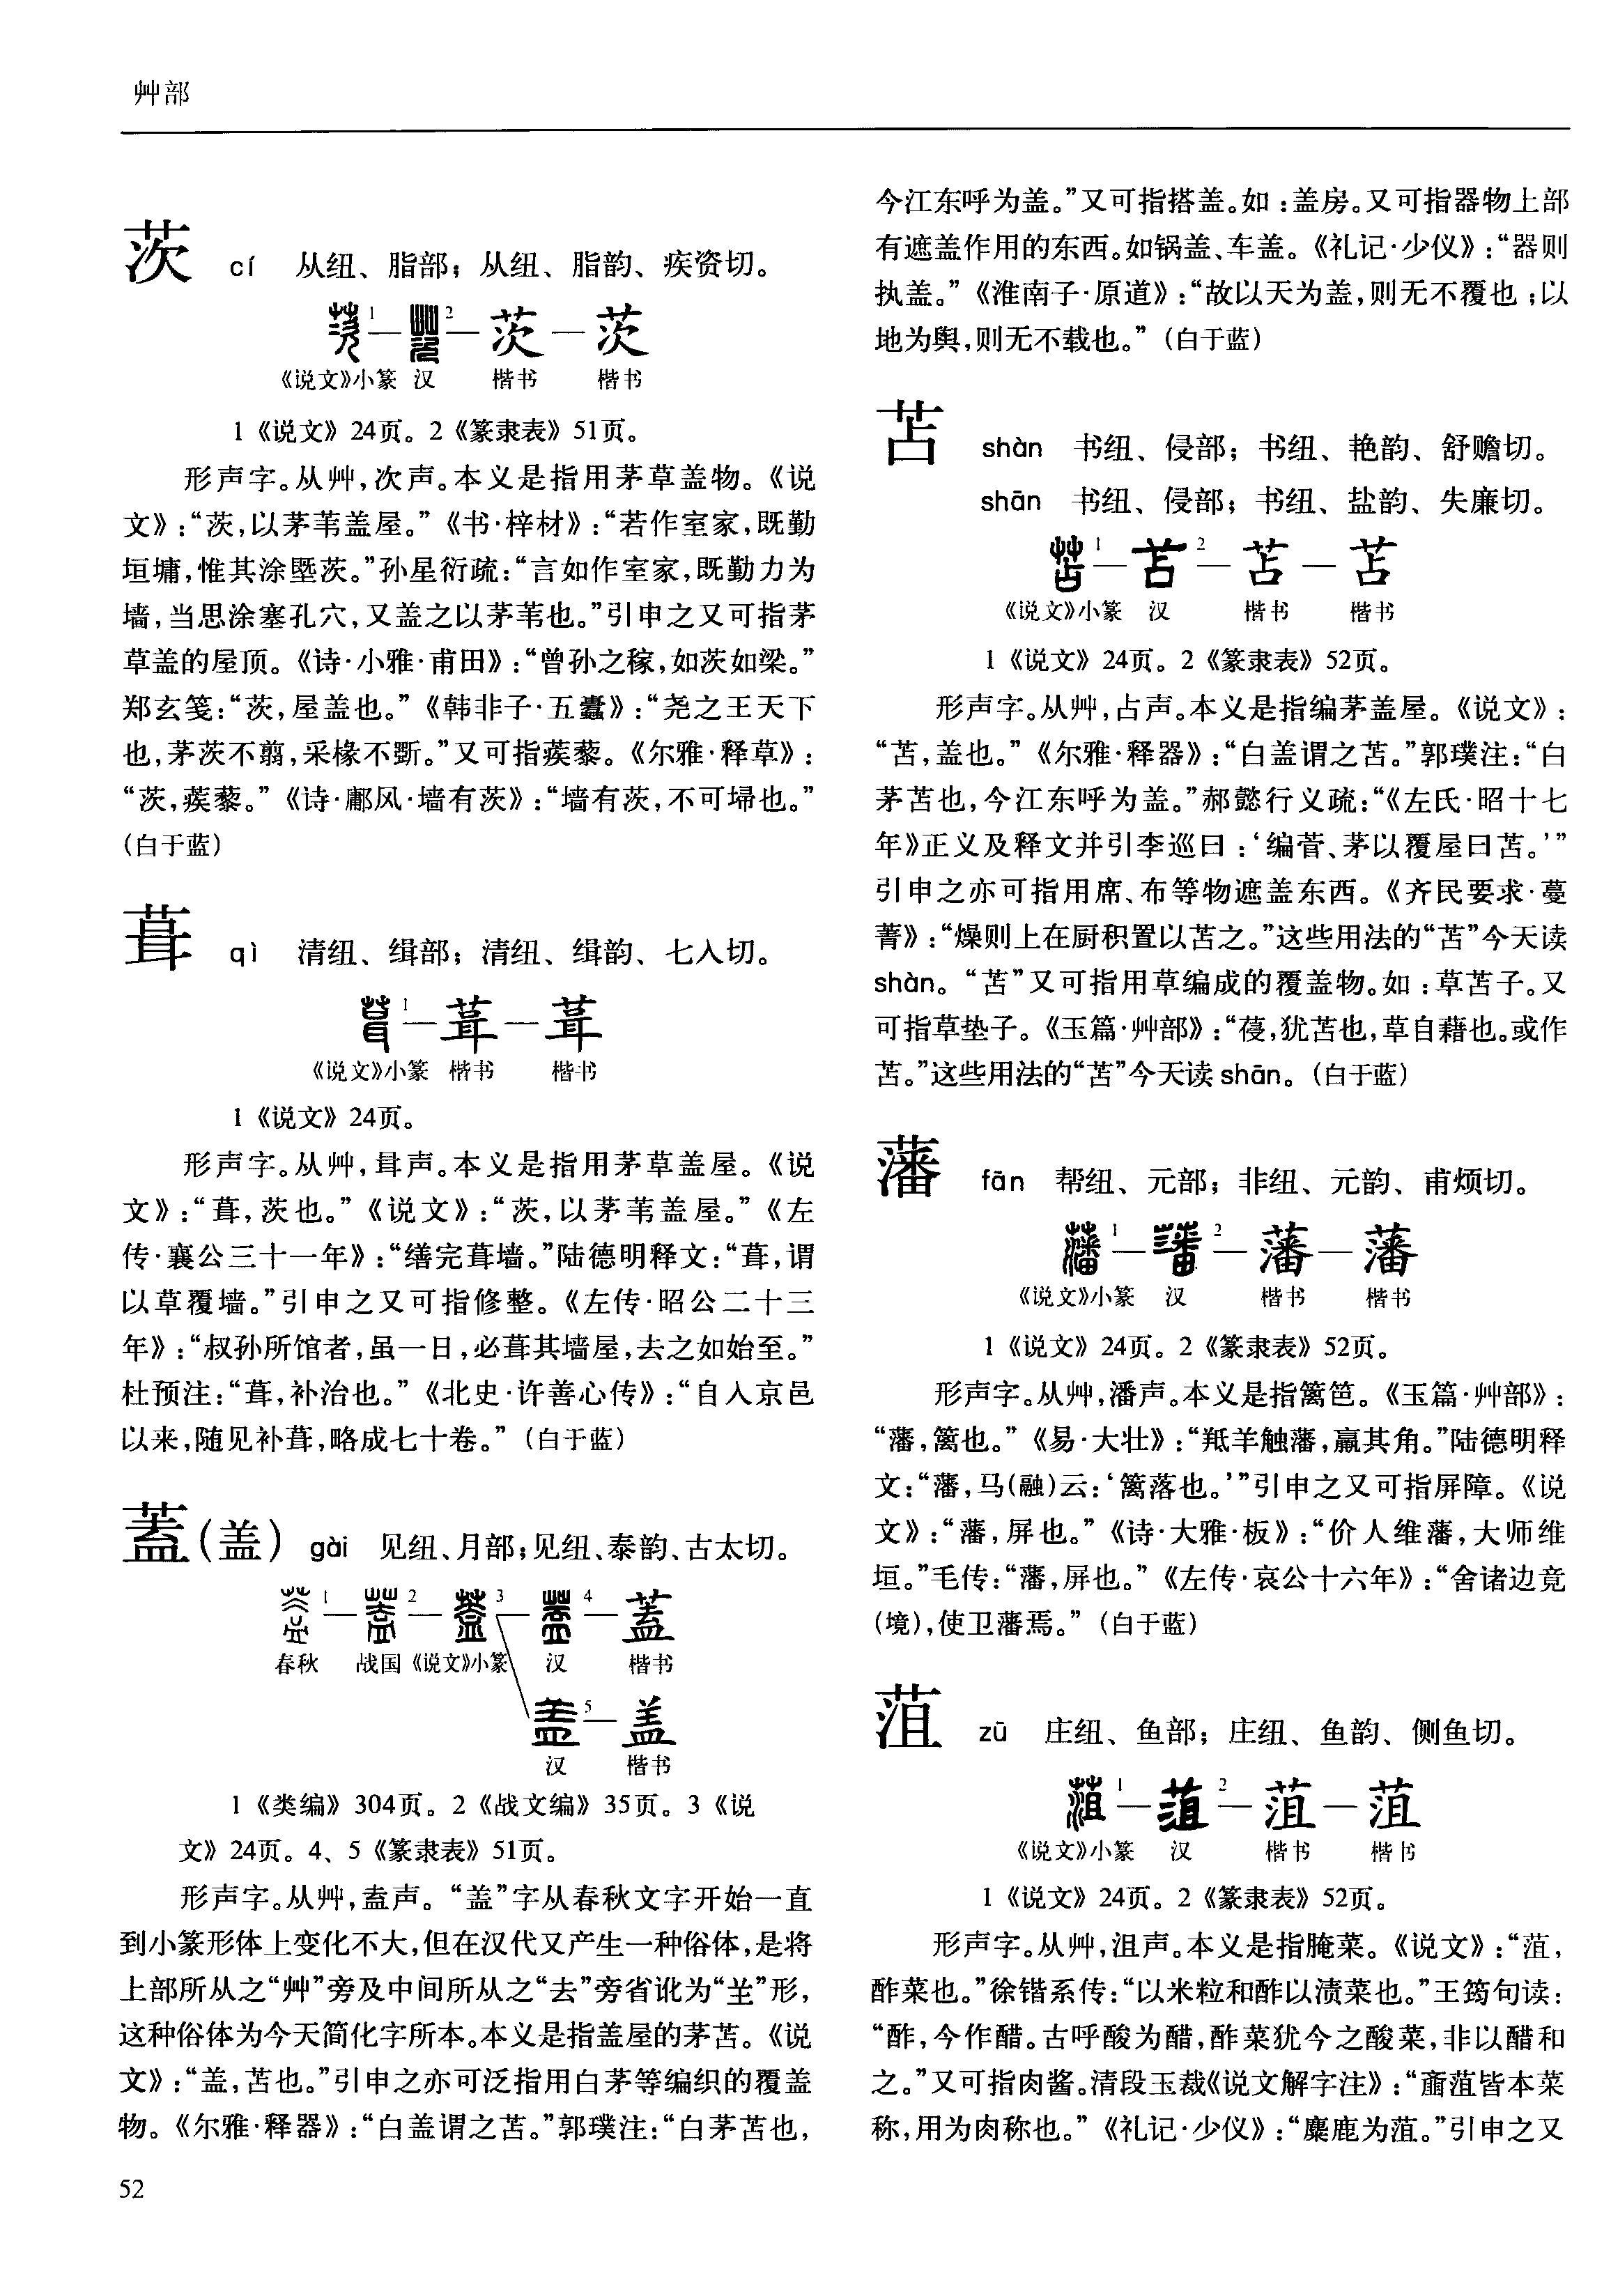 艸部
茨 cí 从纽、脂部；从纽、脂韵、疾资切。
1 — 2 — 茨 — 茨
《说文》小篆 汉 楷书 楷书
1《说文》24页。2《篆隶表》51页。
形声字。从艸，次声。本义是指用茅草盖物。《说
文》：“茨，以茅苇盖屋。”《书·梓材》：“若作室家，既勤
垣墉，惟其涂塈茨。”孙星衍疏：“言如作室家，既勤力为
墙，当思涂塞孔穴，又盖之以茅苇也。”引申之又可指茅
草盖的屋顶。《诗·小雅·甫田》：“曾孙之稼，如茨如梁。”
郑玄笺：“茨，屋盖也。”《韩非子·五蠹》：“尧之王天下
也，茅茨不翦，采椽不斲。”又可指蒺藜。《尔雅·释草》：
“茨，蒺藜。”《诗·鄘风·墙有茨》：“墙有茨，不可埽也。”
（白于蓝）
葺 qì 清纽、缉部；清纽、缉韵、七入切。
1 — 葺 — 葺
《说文》小篆 楷书 楷书
1《说文》24页。
形声字。从艸，咠声。本义是指用茅草盖屋。《说
文》：“葺，茨也。”《说文》：“茨，以茅苇盖屋。”《左
传·襄公三十一年》：“缮完葺墙。”陆德明释文：“葺，谓
以草覆墙。”引申之又可指修整。《左传·昭公二十三
年》：“叔孙所馆者，虽一日，必葺其墙屋，去之如始至。”
杜预注：“葺，补治也。”《北史·许善心传》：“自入京邑
以来，随见补葺，略成七十卷。”（白于蓝）
蓋（盖） gài 见纽、月部；见纽、泰韵、古太切。
1 — 2 — 3 — 4 — 蓋
春秋 战国 《说文》小篆 汉 楷书
5 — 盖
汉 楷书
1《类编》304页。2《战文编》35页。3《说
文》24页。4、5《篆隶表》51页。
形声字。从艸，盍声。“盖”字从春秋文字开始一直
到小篆形体上变化不大，但在汉代又产生一种俗体，是将
上部所从之“艸”旁及中间所从之“去”旁省讹为“𦍌”形，
这种俗体为今天简化字所本。本义是指盖屋的茅苫。《说
文》：“盖，苫也。”引申之亦可泛指用白茅等编织的覆盖
物。《尔雅·释器》：“白盖谓之苫。”郭璞注：“白茅苫也，
52
今江东呼为盖。”又可指搭盖。如：盖房。又可指器物上部
有遮盖作用的东西。如锅盖、车盖。《礼记·少仪》：“器则
执盖。”《淮南子·原道》：“故以天为盖，则无不覆也；以
地为舆，则无不载也。”（白于蓝）
苫 shàn 书纽、侵部；书纽、艳韵、舒赡切。
shān 书纽、侵部；书纽、盐韵、失廉切。
1 — 2 — 苫 — 苫
《说文》小篆 汉 楷书 楷书
1《说文》24页。2《篆隶表》52页。
形声字。从艸，占声。本义是指编茅盖屋。《说文》：
“苫，盖也。”《尔雅·释器》：“白盖谓之苫。”郭璞注：“白
茅苫也，今江东呼为盖。”郝懿行义疏：“《左氏·昭十七
年》正义及释文并引李巡曰：‘编菅、茅以覆屋曰苫。’”
引申之亦可指用席、布等物遮盖东西。《齐民要求·蔓
菁》：“燥则上在厨积置以苫之。”这些用法的“苫”今天读
shàn。“苫”又可指用草编成的覆盖物。如：草苫子。又
可指草垫子。《玉篇·艸部》：“葠，犹苫也，草自藉也。或作
苫。”这些用法的“苫”今天读 shān。（白于蓝）
藩 fān 帮纽、元部；非纽、元韵、甫烦切。
1 — 2 — 藩 — 藩
《说文》小篆 汉 楷书 楷书
1《说文》24页。2《篆隶表》52页。
形声字。从艸，潘声。本义是指篱笆。《玉篇·艸部》：
“藩，篱也。”《易·大壮》：“羝羊触藩，羸其角。”陆德明释
文：“藩，马（融）云：‘篱落也。’”引申之又可指屏障。《说
文》：“藩，屏也。”《诗·大雅·板》：“价人维藩，大师维
垣。”毛传：“藩，屏也。”《左传·哀公十六年》：“舍诸边竞
（境），使卫藩焉。”（白于蓝）
菹 zū 庄纽、鱼部；庄纽、鱼韵、侧鱼切。
1 — 2 — 菹 — 菹
《说文》小篆 汉 楷书 楷书
1《说文》24页。2《篆隶表》52页。
形声字。从艸，沮声。本义是指腌菜。《说文》：“菹，
酢菜也。”徐锴系传：“以米粒和酢以渍菜也。”王筠句读：
“酢，今作醋。古呼酸为醋，酢菜犹今之酸菜，非以醋和
之。”又可指肉酱。清段玉裁《说文解字注》：“齑菹皆本菜
称，用为肉称也。”《礼记·少仪》：“麋鹿为菹。”引申之又